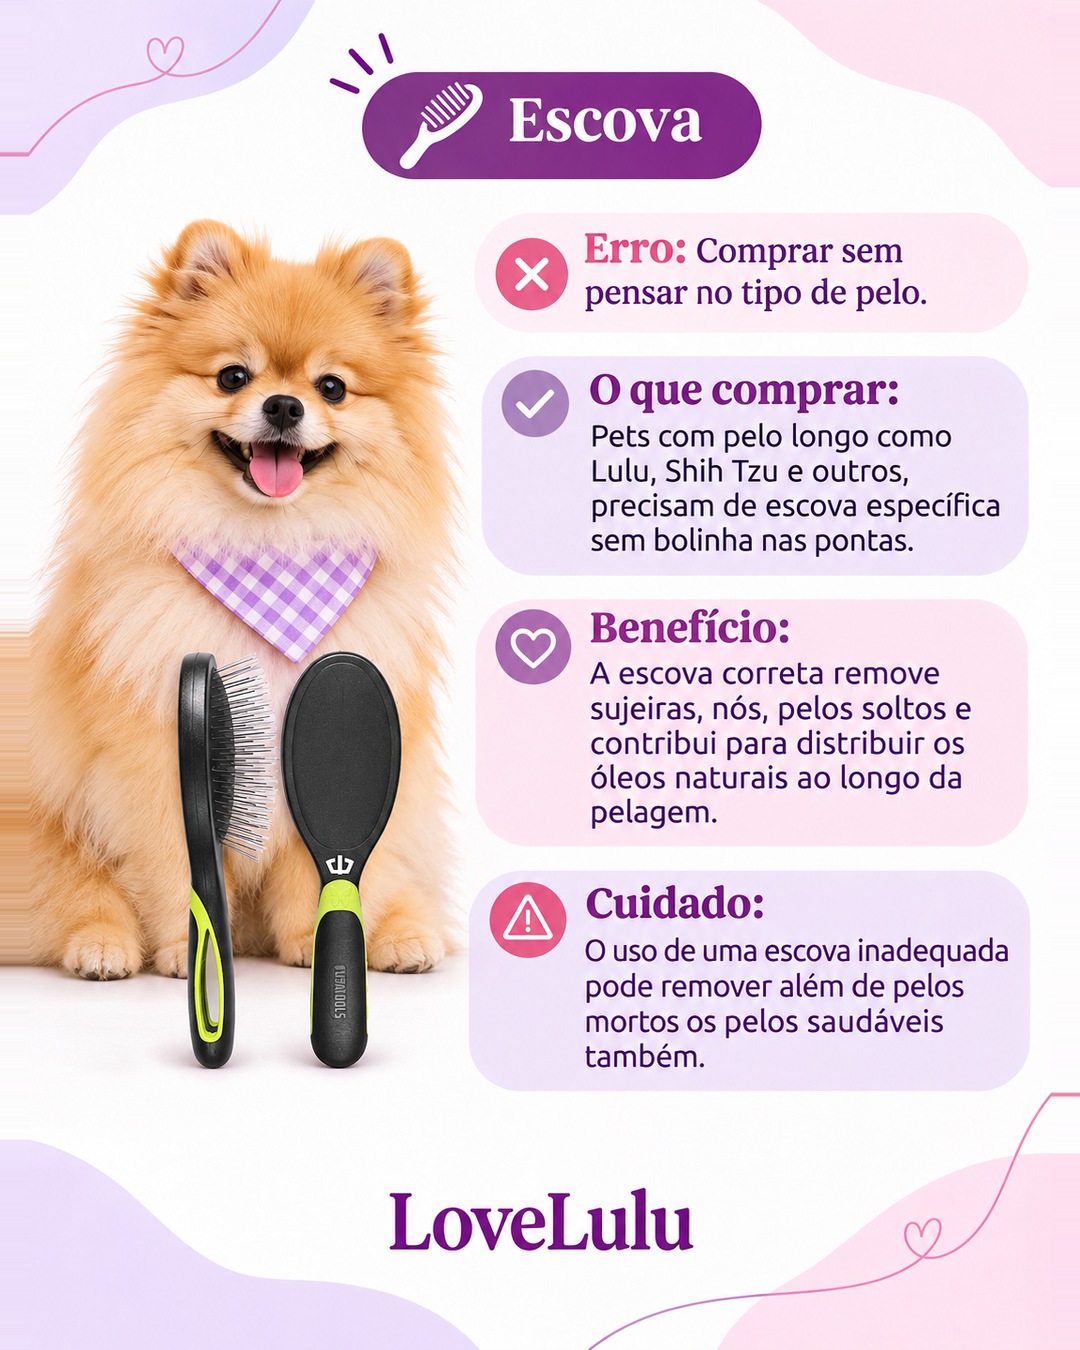 Escova
Erro: Comprar sem
pensar no tipo de pelo.
O que comprar:
Pets com pelo longo como
Lulu, Shih Tzu e outros,
precisam de escova específica
sem bolinha nas pontas.
Benefício:
A escova correta remove
sujeiras, nós, pelos soltos e
contribui para distribuir os
óleos naturais ao longo da
pelagem.
Cuidado:
O uso de uma escova inadequada
pode remover além de pelos
mortos os pelos saudáveis
também.
LoveLulu